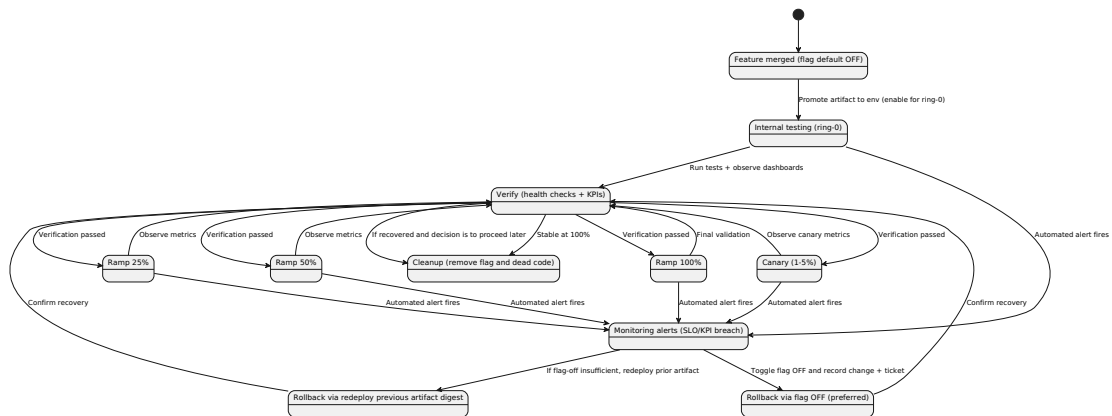 Feature merged (flag default OFF)
Promote artifact to env (enable for ring-0)
Internal testing (ring-0)
Run tests + observe dashboards
Verify (health checks + KPIs)
Verification passed
Observe metrics
Verification passed
Observe metrics
If recovered and decision is to proceed later
Stable at 100%
Verification passed
Final validation
Observe canary metrics
Verification passed
Automated alert fires
Ramp 25%
Ramp 50%
Cleanup (remove flag and dead code)
Ramp 100%
Canary (1-5%)
Confirm recovery
Automated alert fires
Automated alert fires
Automated alert fires
Automated alert fires
Confirm recovery
Monitoring alerts (SLO/KPI breach)
If flag-off insufficient, redeploy prior artifact
Toggle flag OFF and record change + ticket
Rollback via redeploy previous artifact digest
Rollback via flag OFF (preferred)